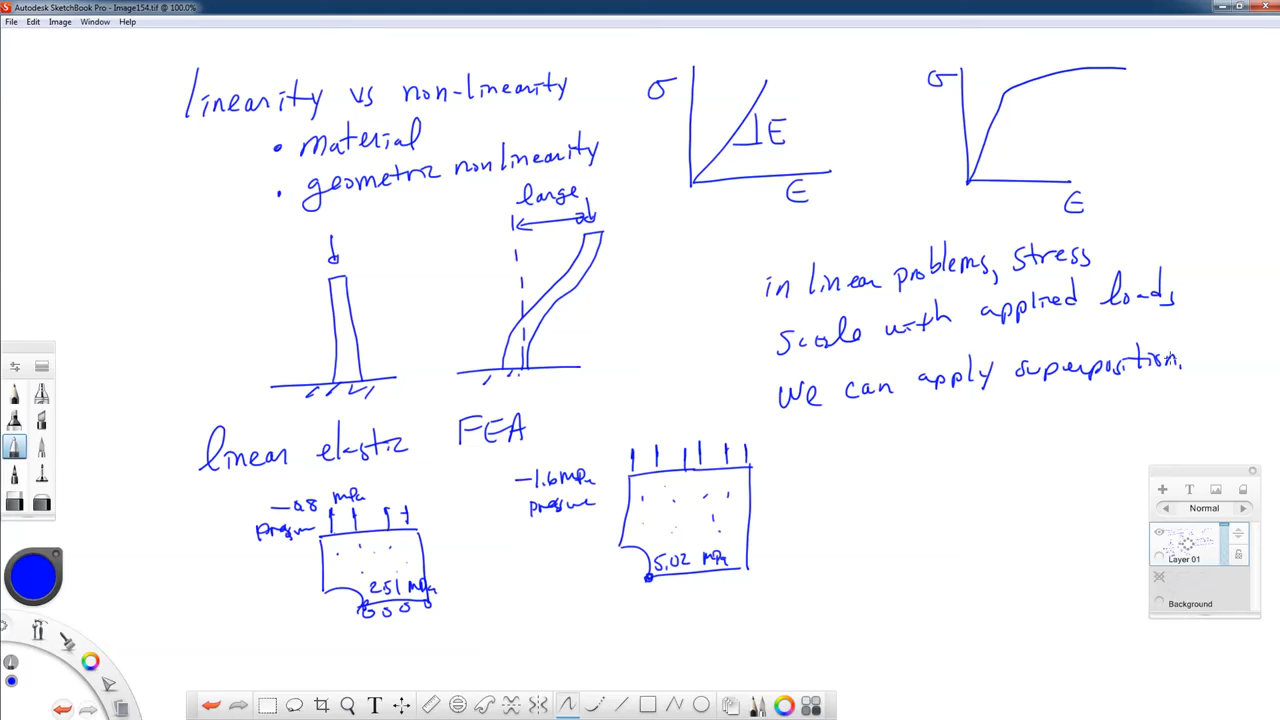 Autodesk SketchBook Pro - Image154.tif @ 100.0%
File Edit Image Window Help
linearity vs non-linearity
• material
• geometric nonlinearity
large
σ
E
ϵ
σ
ϵ
in linear problems, stress
scale with applied loads
We can apply superposition.
linear elastic FEA
-0.8 MPa
pressure
2.51 MPa
-1.6 MPa
pressure
5.02 MPa
Normal
Layer 01
Background
T
T